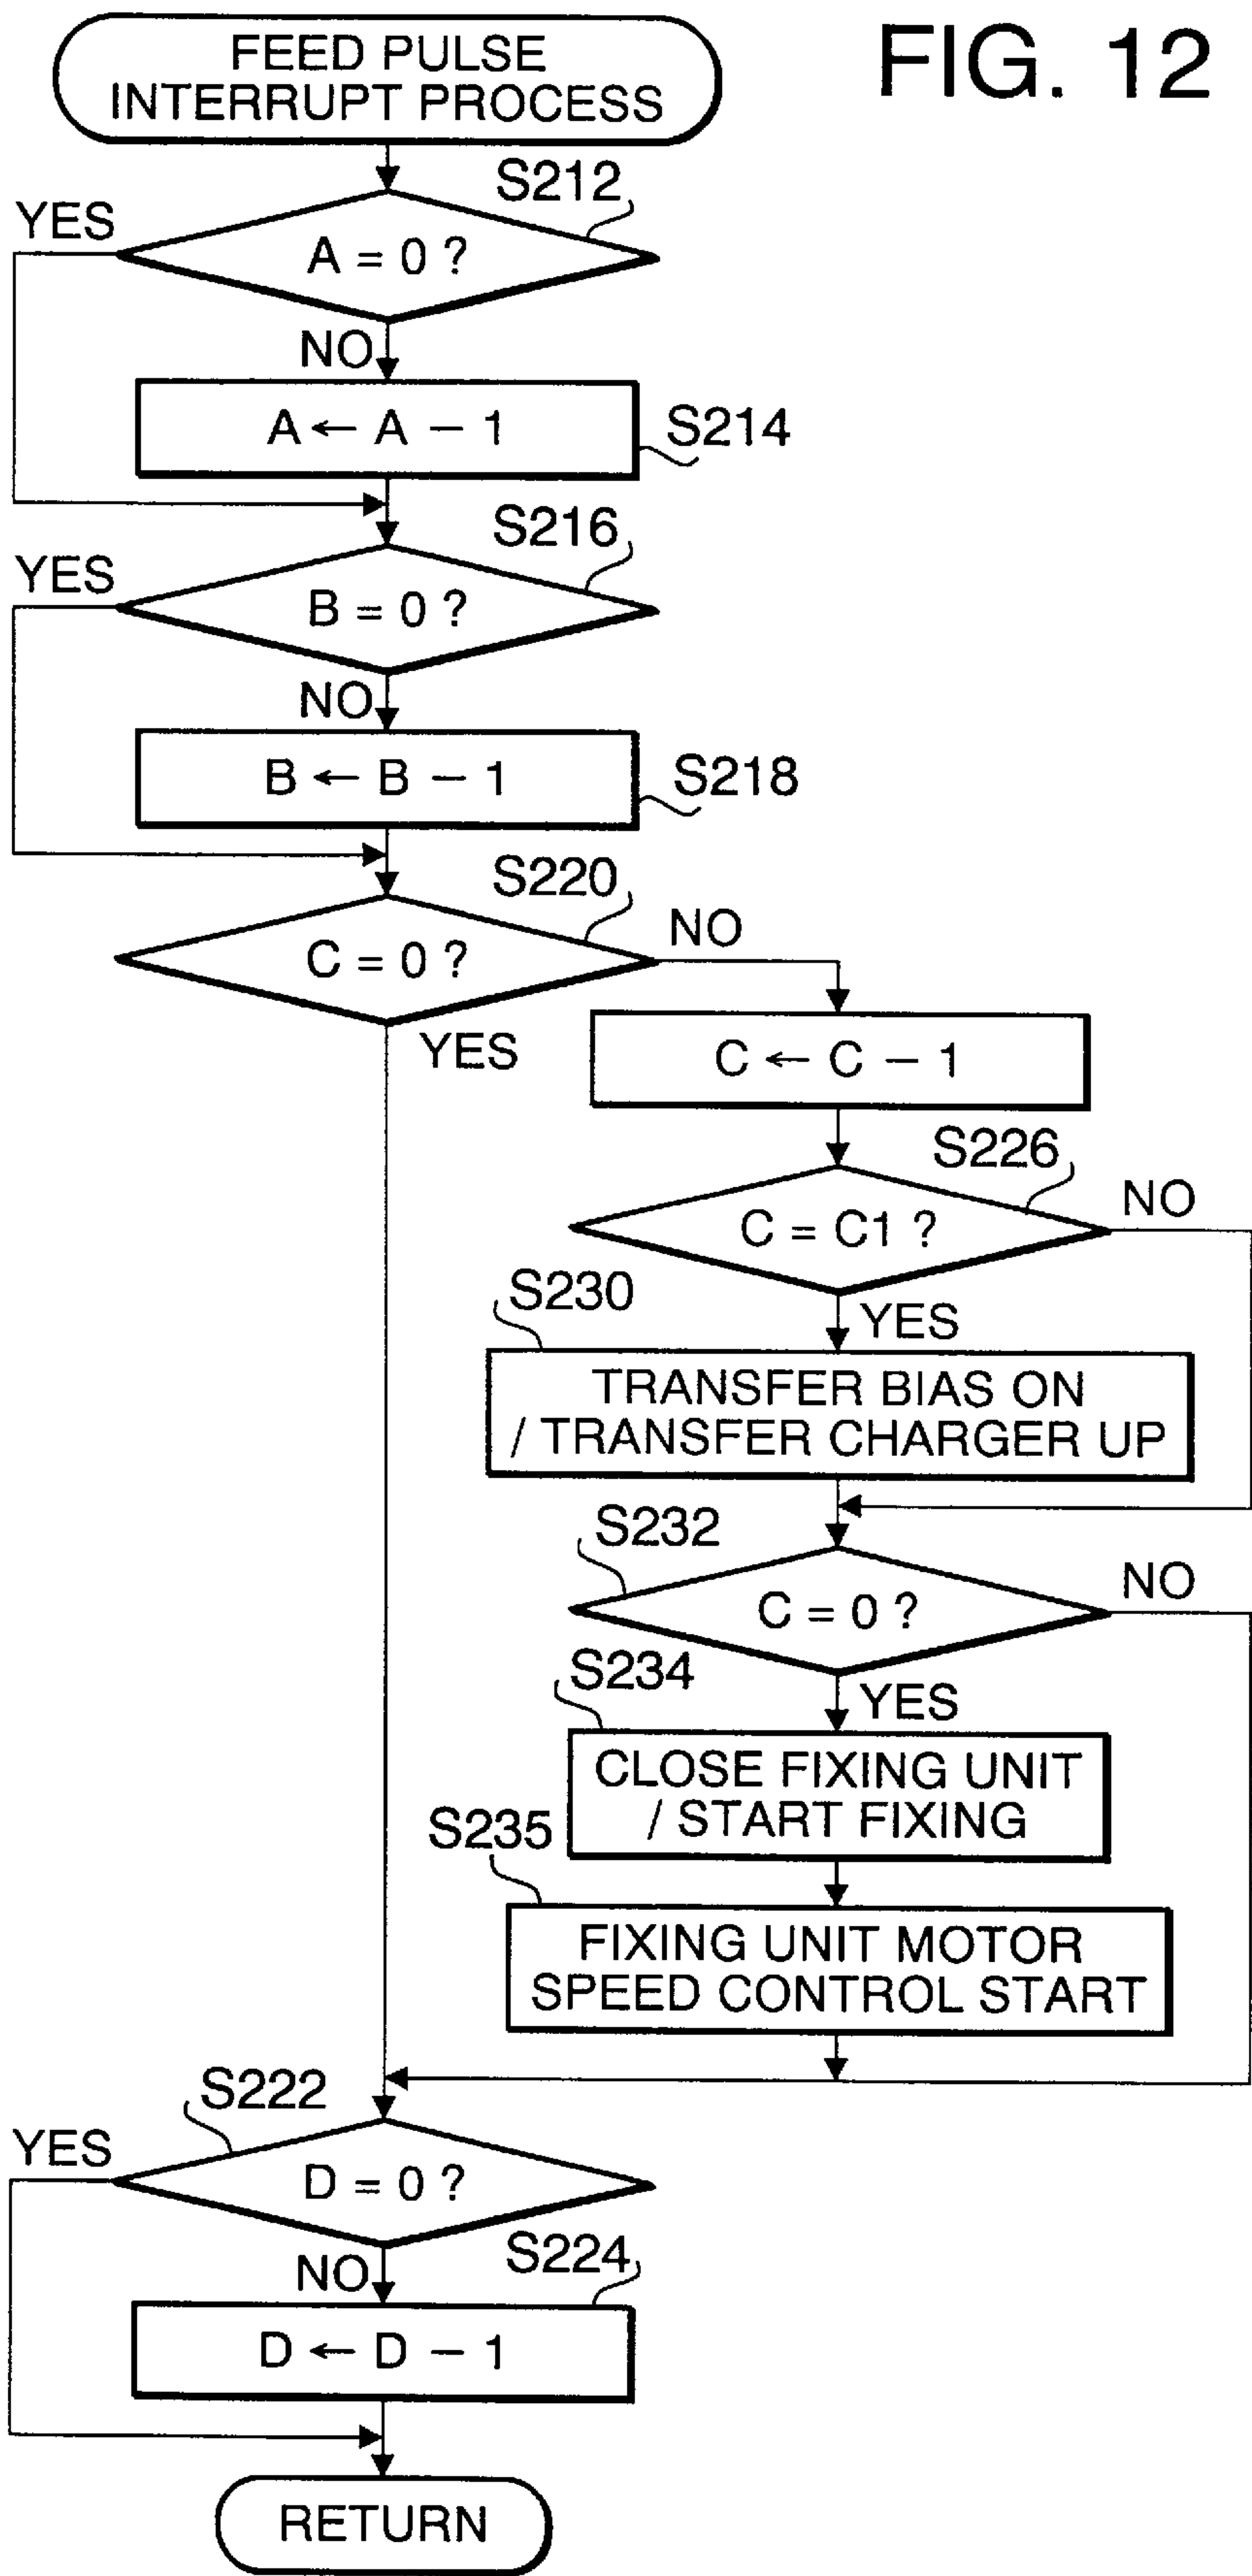 FIG. 12
FEED PULSE
INTERRUPT PROCESS
S212
YES
A = 0 ?
NO
A ← A − 1
S214
S216
YES
B = 0 ?
NO
B ← B − 1
S218
S220
NO
C = 0 ?
YES
C ← C − 1
S226
NO
C = C1 ?
S230
YES
TRANSFER BIAS ON
/ TRANSFER CHARGER UP
S232
NO
C = 0 ?
S234
YES
CLOSE FIXING UNIT
/ START FIXING
S235
FIXING UNIT MOTOR
SPEED CONTROL START
S222
YES
D = 0 ?
S224
NO
D ← D − 1
RETURN